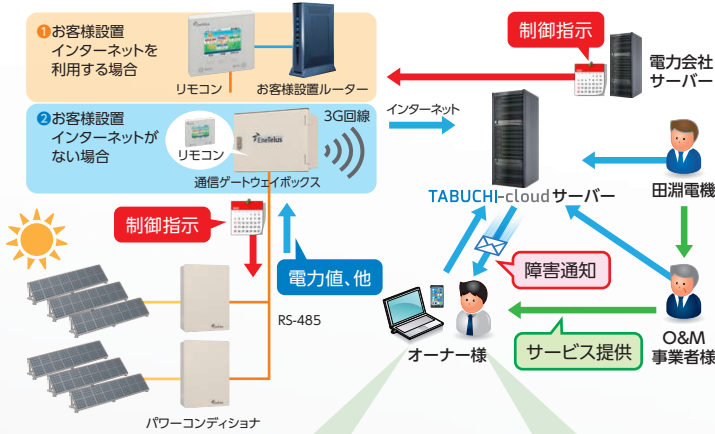 ❶お客様設置
インターネットを
利用する場合
リモコン
お客様設置ルーター
❷お客様設置
インターネットが
ない場合
リモコン
EneTelus
3G回線
通信ゲートウェイボックス
インターネット
制御指示
電力会社
サーバー
TABUCHI-cloudサーバー
田淵電機
制御指示
電力値、他
RS-485
パワーコンディショナ
障害通知
オーナー様
サービス提供
O&M
事業者様